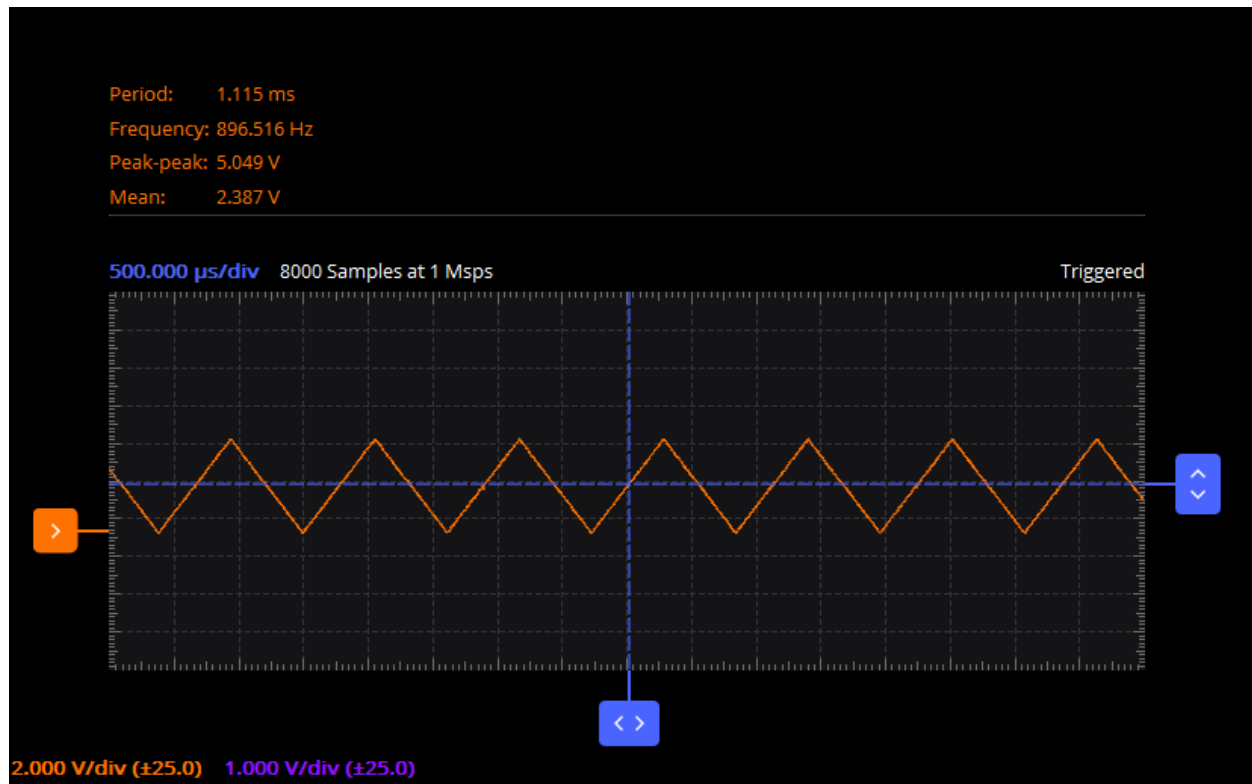 Period: 1.115 ms
Frequency: 896.516 Hz
Peak-peak: 5.049 V
Mean: 2.387 V
500.000 µs/div 8000 Samples at 1 Msps Triggered
2.000 V/div (±25.0) 1.000 V/div (±25.0)